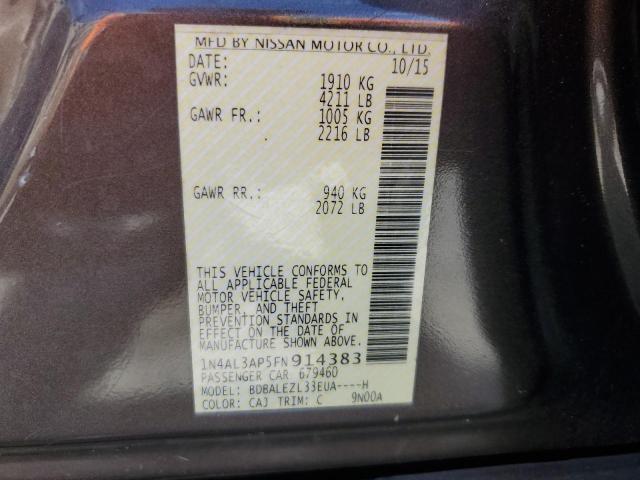 MFD BY NISSAN MOTOR CO., LTD.
DATE: 10/15
GVWR: 1910 KG
4211 LB
GAWR FR.: 1005 KG
2216 LB
GAWR RR.: 940 KG
2072 LB
THIS VEHICLE CONFORMS TO
ALL APPLICABLE FEDERAL
MOTOR VEHICLE SAFETY,
BUMPER, AND THEFT
PREVENTION STANDARDS IN
EFFECT ON THE DATE OF
MANUFACTURE SHOWN ABOVE.
1N4AL3AP5FN914383
PASSENGER CAR 679460
MODEL: BDBALEZL33EUA----H
COLOR: CAJ TRIM: C 9N00A